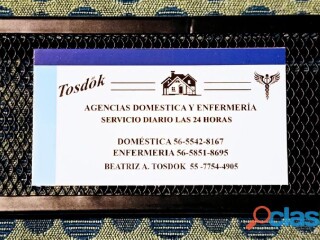 Tosdók
AGENCIAS DOMESTICA Y ENFERMERÍA
SERVICIO DIARIO LAS 24 HORAS
DOMÉSTICA 56-5542-8167
ENFERMERIA 56-5851-8695
BEATRIZ A. TOSDOK 55 -7754-4905
oclas